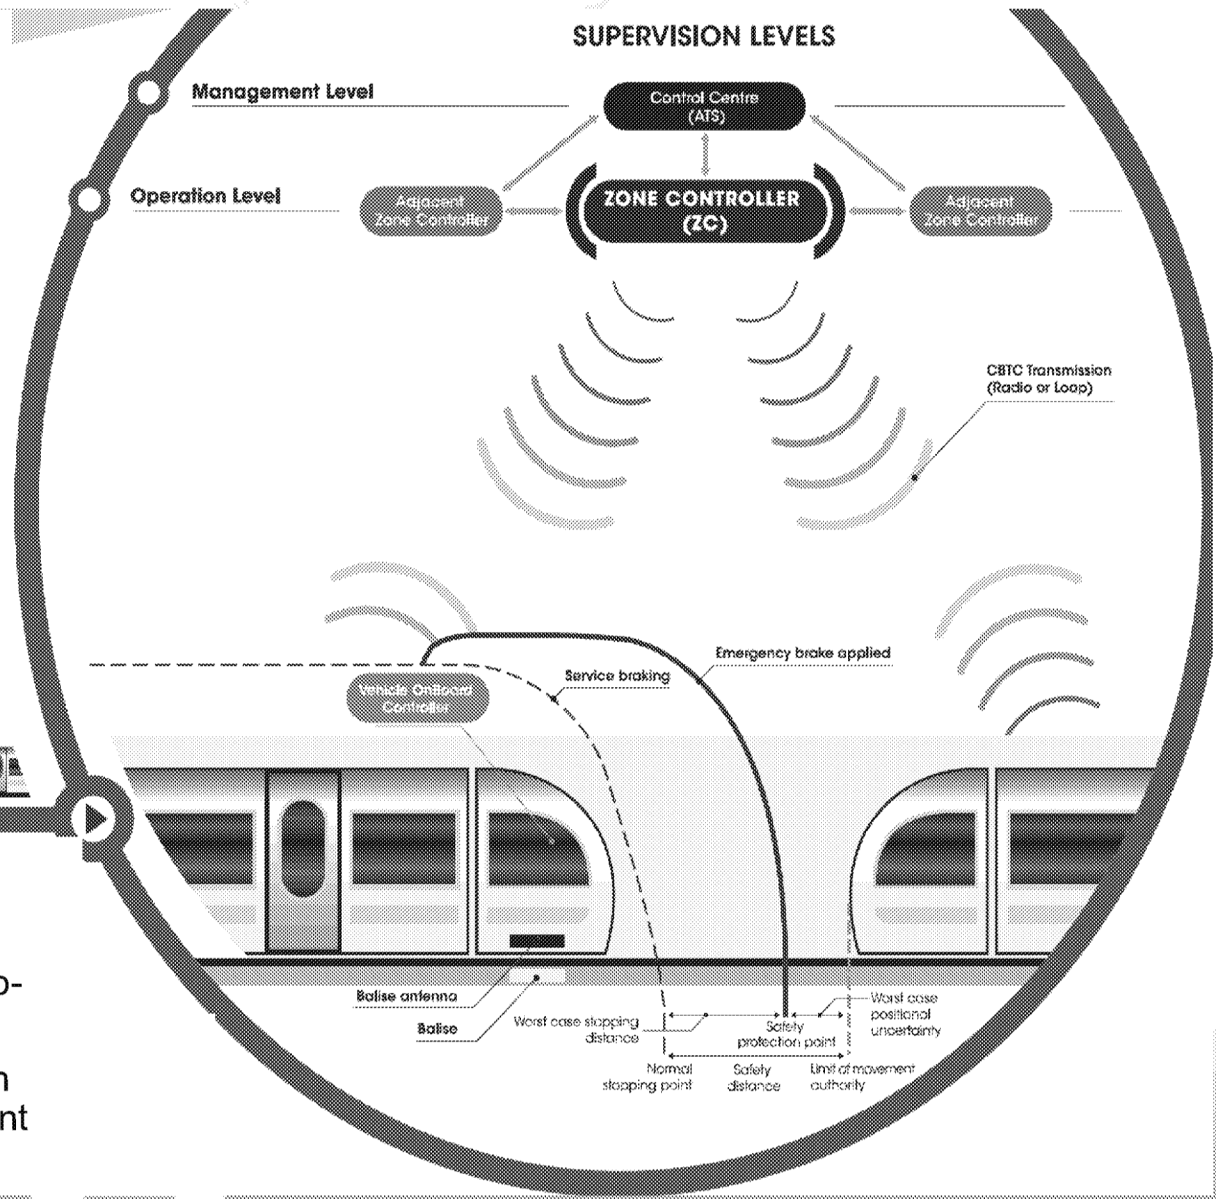 SUPERVISION LEVELS
Management Level
Control Centre
(ATS)
Operation Level
Adjacent
Zone Controller
ZONE CONTROLLER
(ZC)
Adjacent
Zone Controller
CBTC Transmission
(Radio or Loop)
Emergency brake applied
Service braking
Vehicle OnBoard
Controller
o-
n
nt
Balise antenna
Balise
Worst case stopping
distance
Safety
protection point
Worst case
positional
uncertainty
Normal
stopping point
Safety
distance
Limit of movement
authority